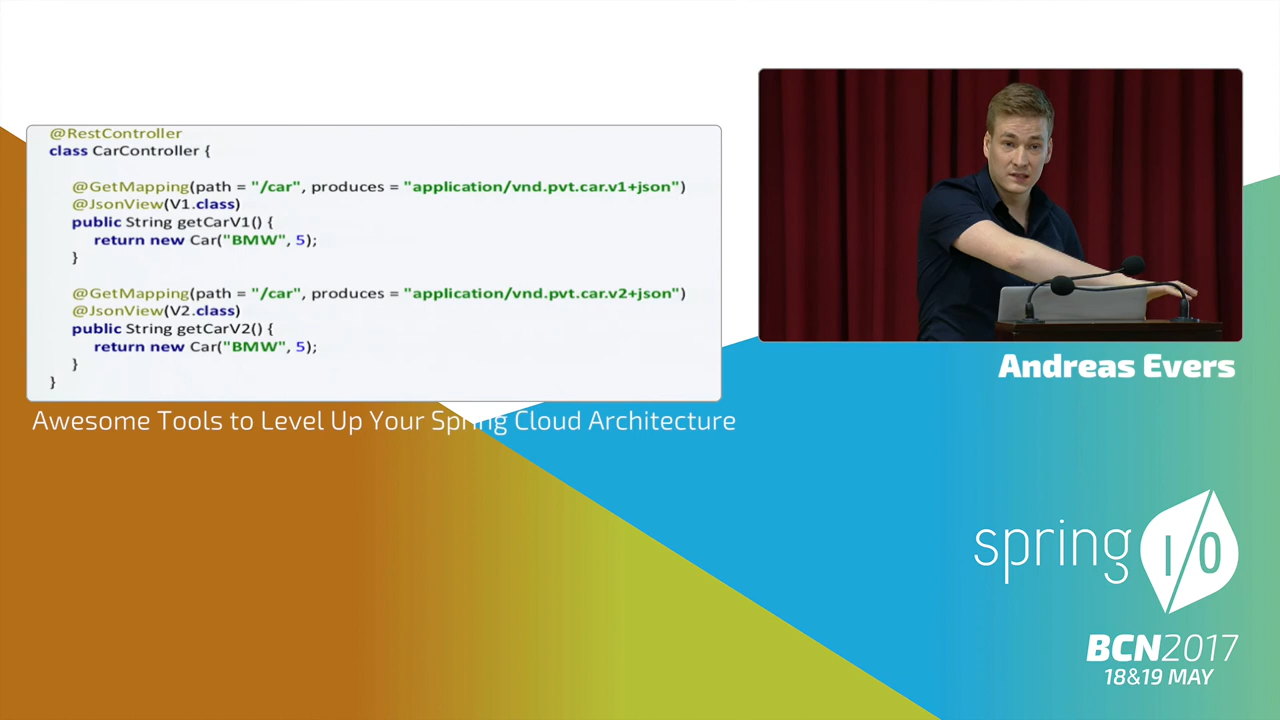 @RestController
class CarController {
@GetMapping(path = "/car", produces = "application/vnd.pvt.car.v1+json")
@JsonView(V1.class)
public String getCarV1() {
return new Car("BMW", 5);
}
@GetMapping(path = "/car", produces = "application/vnd.pvt.car.v2+json")
@JsonView(V2.class)
public String getCarV2() {
return new Car("BMW", 5);
}
}
Awesome Tools to Level Up Your Spring Cloud Architecture
Andreas Evers
spring I/O
BCN2017
18&19 MAY